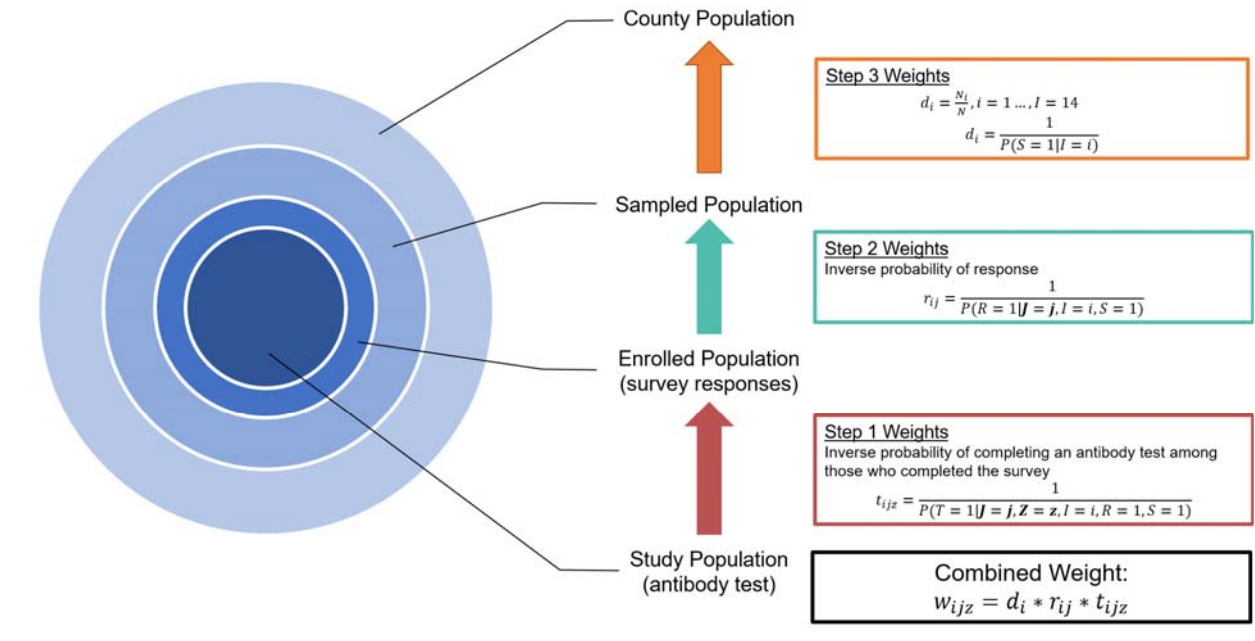 County Population
Step 3 Weights
d_i = N_i/N, i = 1 …, I = 14
d_i = 1/P(S = 1|I = i)
Sampled Population
Step 2 Weights
Inverse probability of response
r_ij = 1/P(R = 1|J = j, I = i, S = 1)
Enrolled Population
(survey responses)
Step 1 Weights
Inverse probability of completing an antibody test among
those who completed the survey
t_ijz = 1/P(T = 1|J = j, Z = z, I = i, R = 1, S = 1)
Study Population
(antibody test)
Combined Weight:
w_ijz = d_i * r_ij * t_ijz